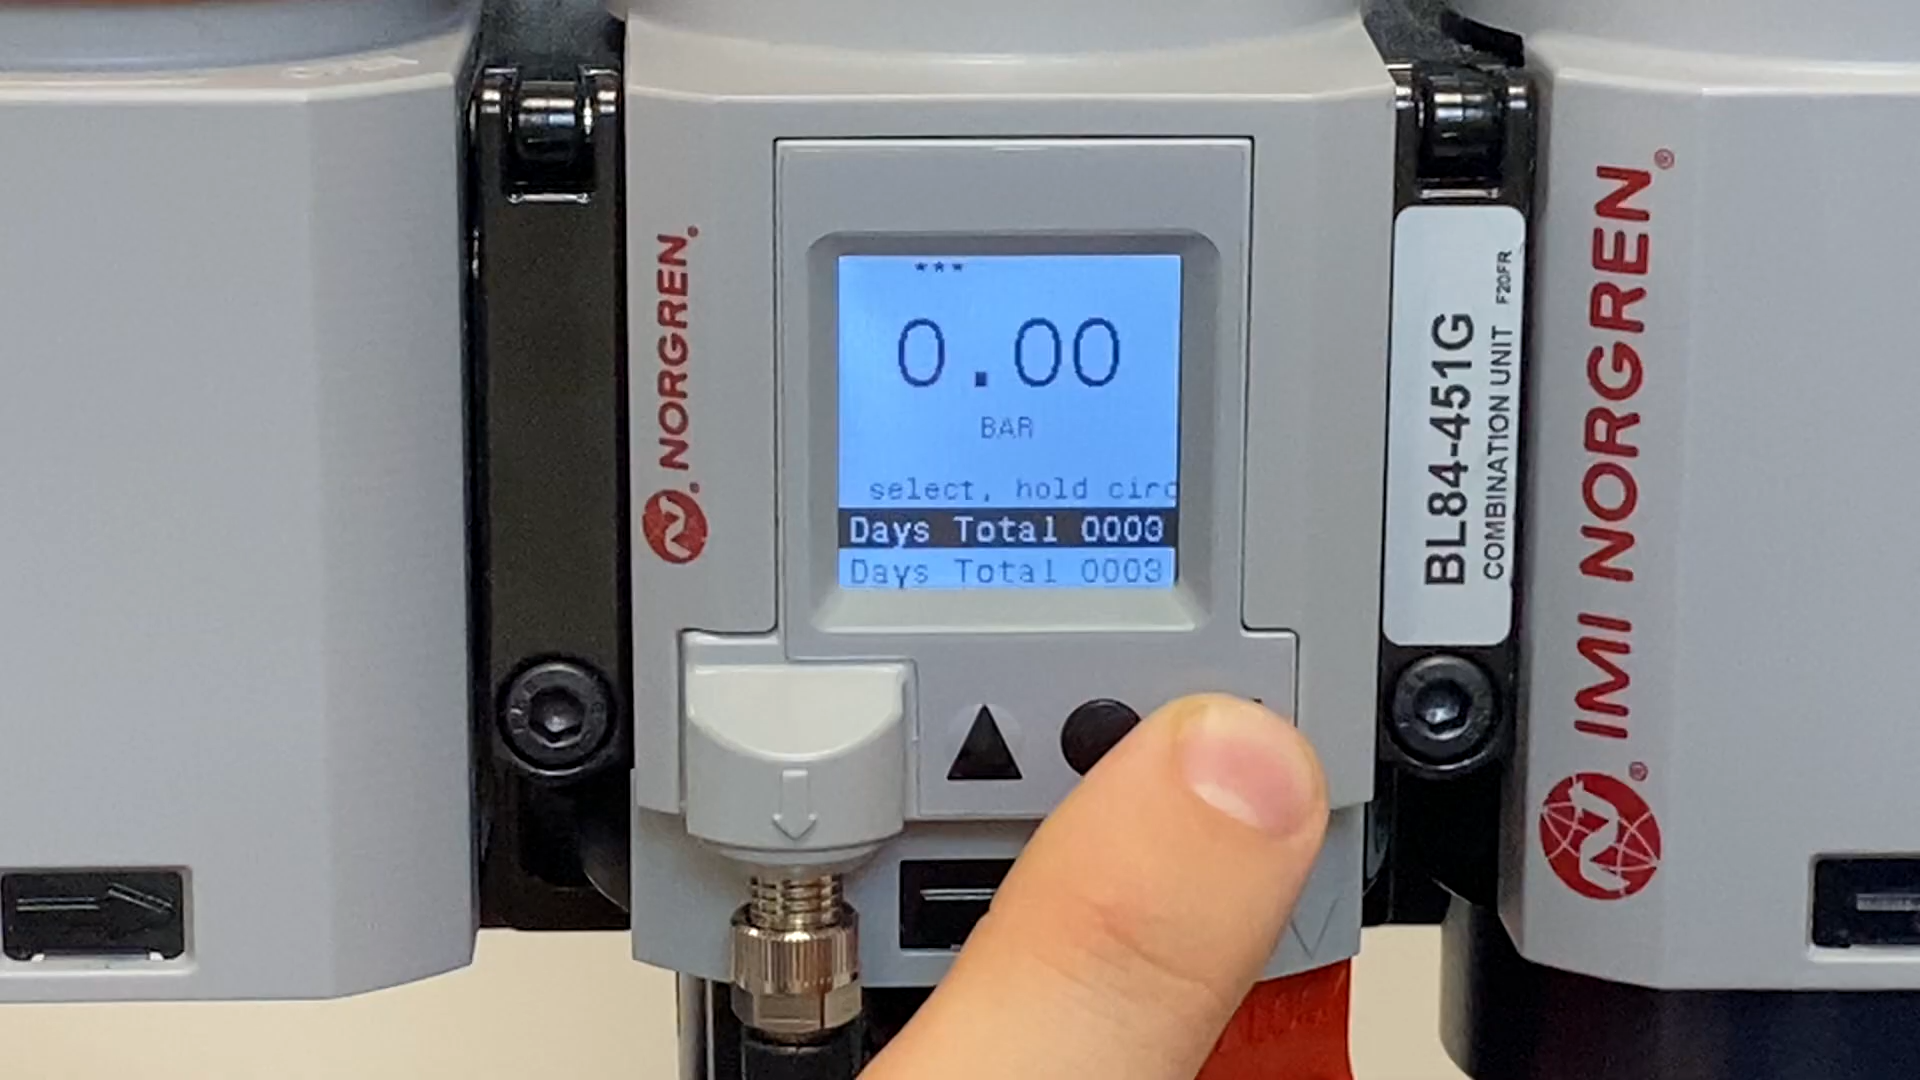 NORGREN
***
0.00
BAR
select, hold circ
Days Total 0003
Days Total 0003
BL84-451G
COMBINATION UNIT F20FR
IMI NORGREN